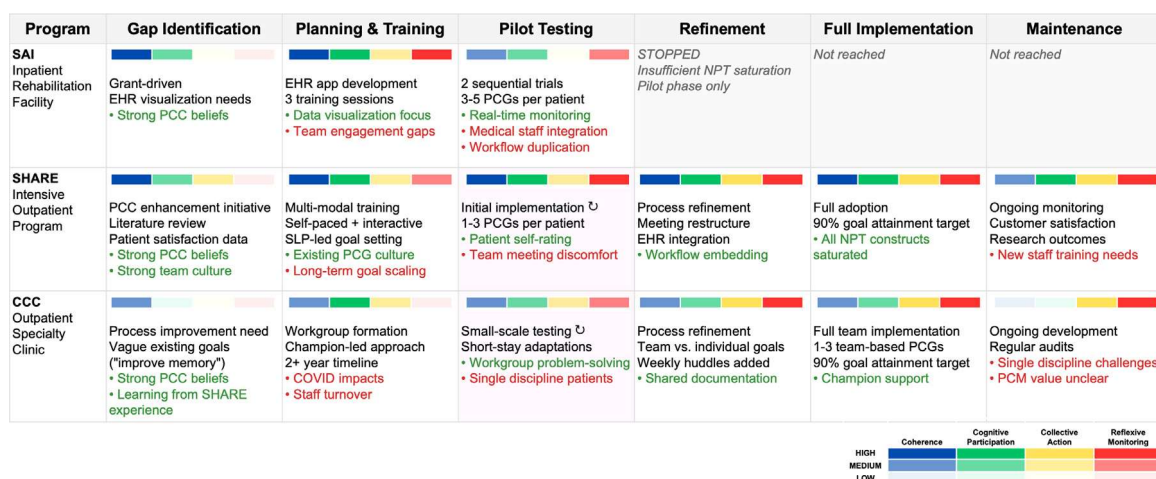 Program Gap Identification Planning & Training Pilot Testing Refinement Full Implementation Maintenance
SAI
Inpatient
Rehabilitation
Facility
Grant-driven
EHR visualization needs
• Strong PCC beliefs
EHR app development
3 training sessions
• Data visualization focus
• Team engagement gaps
2 sequential trials
3-5 PCGs per patient
• Real-time monitoring
• Medical staff integration
• Workflow duplication
STOPPED
Insufficient NPT saturation
Pilot phase only
Not reached
Not reached
SHARE
Intensive
Outpatient
Program
PCC enhancement initiative
Literature review
Patient satisfaction data
• Strong PCC beliefs
• Strong team culture
Multi-modal training
Self-paced + interactive
SLP-led goal setting
• Existing PCG culture
• Long-term goal scaling
Initial implementation ↻
1-3 PCGs per patient
• Patient self-rating
• Team meeting discomfort
Process refinement
Meeting restructure
EHR integration
• Workflow embedding
Full adoption
90% goal attainment target
• All NPT constructs
saturated
Ongoing monitoring
Customer satisfaction
Research outcomes
• New staff training needs
CCC
Outpatient
Specialty
Clinic
Process improvement need
Vague existing goals
("improve memory")
• Strong PCC beliefs
• Learning from SHARE
experience
Workgroup formation
Champion-led approach
2+ year timeline
• COVID impacts
• Staff turnover
Small-scale testing ↻
Short-stay adaptations
• Workgroup problem-solving
• Single discipline patients
Process refinement
Team vs. individual goals
Weekly huddles added
• Shared documentation
Full team implementation
1-3 team-based PCGs
90% goal attainment target
• Champion support
Ongoing development
Regular audits
• Single discipline challenges
• PCM value unclear
Coherence
Cognitive
Participation
Collective
Action
Reflexive
Monitoring
HIGH
MEDIUM
LOW